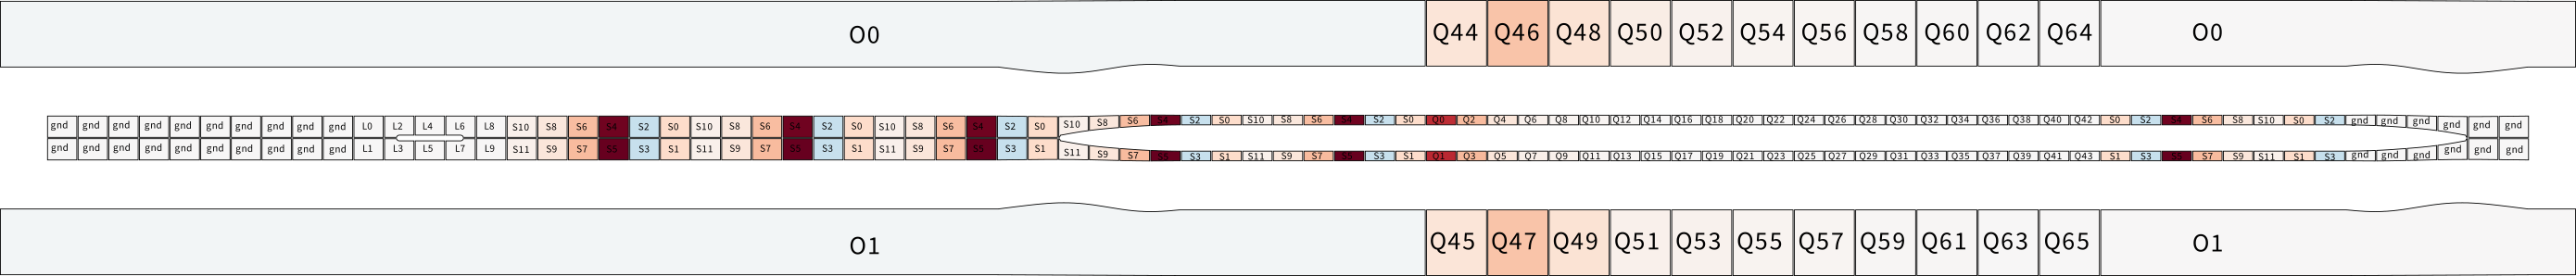 O0 Q44 Q46 Q48 Q50 Q52 Q54 Q56 Q58 Q60 Q62 Q64 O0
gnd gnd gnd gnd gnd gnd gnd gnd gnd gnd L0 L2 L4 L6 L8 S10 S8 S6 S4 S2 S0 S10 S8 S6 S4 S2 S0 S10 S8 S6 S4 S2 S0 S10 S8 S6 S4 S2 S0 S10 S8 S6 S4 S2 S0 Q0 Q2 Q4 Q6 Q8 Q10 Q12 Q14 Q16 Q18 Q20 Q22 Q24 Q26 Q28 Q30 Q32 Q34 Q36 Q38 Q40 Q42 S0 S2 S4 S6 S8 S10 S0 S2 gnd gnd gnd gnd gnd gnd
gnd gnd gnd gnd gnd gnd gnd gnd gnd gnd L1 L3 L5 L7 L9 S11 S9 S7 S5 S3 S1 S11 S9 S7 S5 S3 S1 S11 S9 S7 S5 S3 S1 S11 S9 S7 S5 S3 S1 S11 S9 S7 S5 S3 S1 Q1 Q3 Q5 Q7 Q9 Q11 Q13 Q15 Q17 Q19 Q21 Q23 Q25 Q27 Q29 Q31 Q33 Q35 Q37 Q39 Q41 Q43 S1 S3 S5 S7 S9 S11 S1 S3 gnd gnd gnd gnd gnd gnd
O1 Q45 Q47 Q49 Q51 Q53 Q55 Q57 Q59 Q61 Q63 Q65 O1